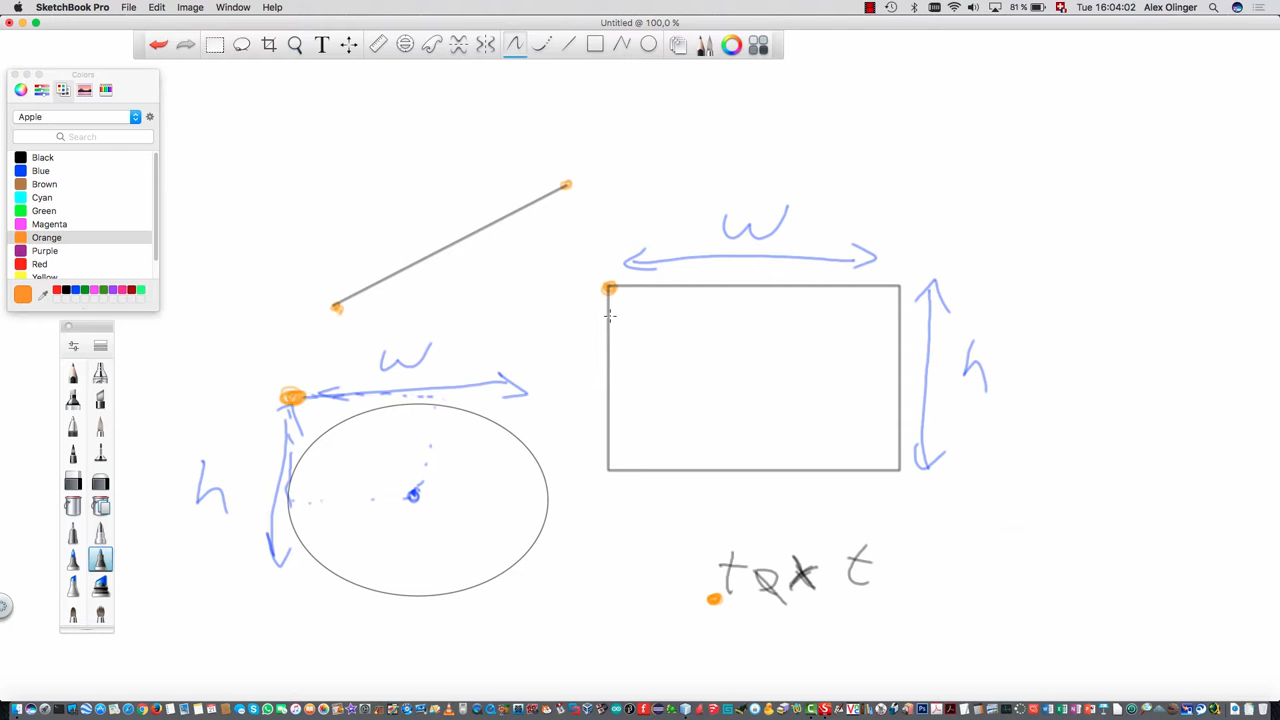 SketchBook Pro File Edit Image Window Help 81 % Tue 16:04:02 Alex Olinger
Untitled @ 100,0 %
Colors
Apple
Search
Black
Blue
Brown
Cyan
Green
Magenta
Orange
Purple
Red
Yellow
w
h
w
h
text